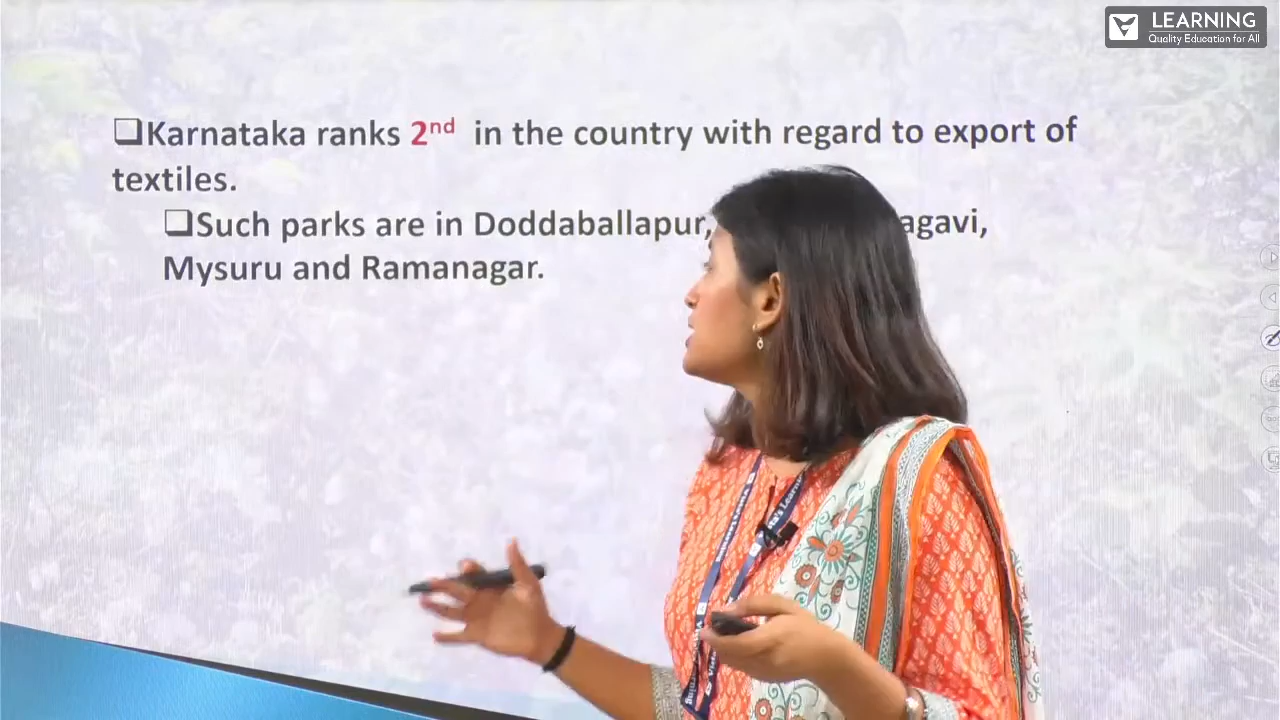 LEARNING
Quality Education for All
❑Karnataka ranks 2nd in the country with regard to export of
textiles.
❑Such parks are in Doddaballapur, agavi,
Mysuru and Ramanagar.